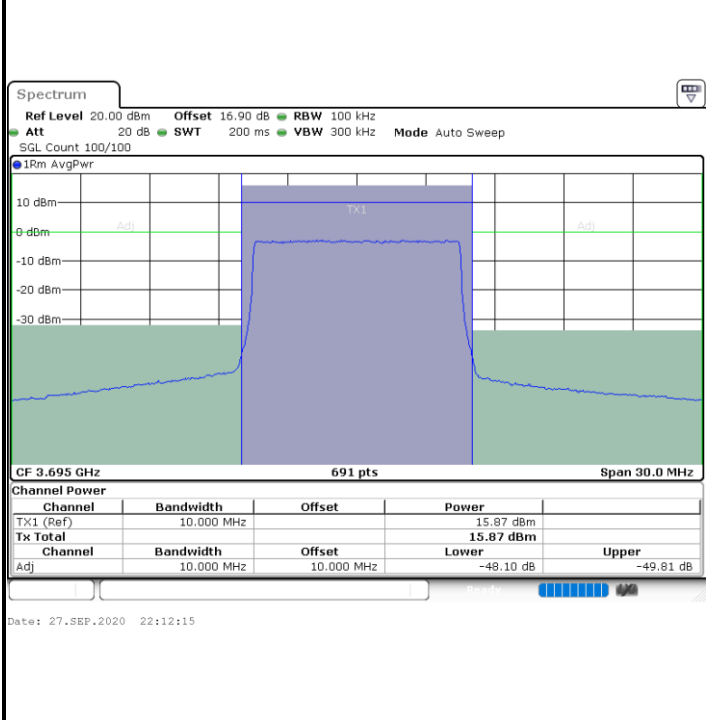 Spectrum
Ref Level 20.00 dBm Offset 16.90 dB RBW 100 kHz
Att 20 dB SWT 200 ms VBW 300 kHz Mode Auto Sweep
SGL Count 100/100
1Rm AvgPwr
10 dBm
TX1
Adj
Adj
0 dBm
-10 dBm
-20 dBm
-30 dBm
CF 3.695 GHz 691 pts Span 30.0 MHz
Channel Power
Channel Bandwidth Offset Power
TX1 (Ref) 10.000 MHz 15.87 dBm
Tx Total 15.87 dBm
Channel Bandwidth Offset Lower Upper
Adj 10.000 MHz 10.000 MHz -48.10 dB -49.81 dB
Ready
Date: 27.SEP.2020 22:12:15